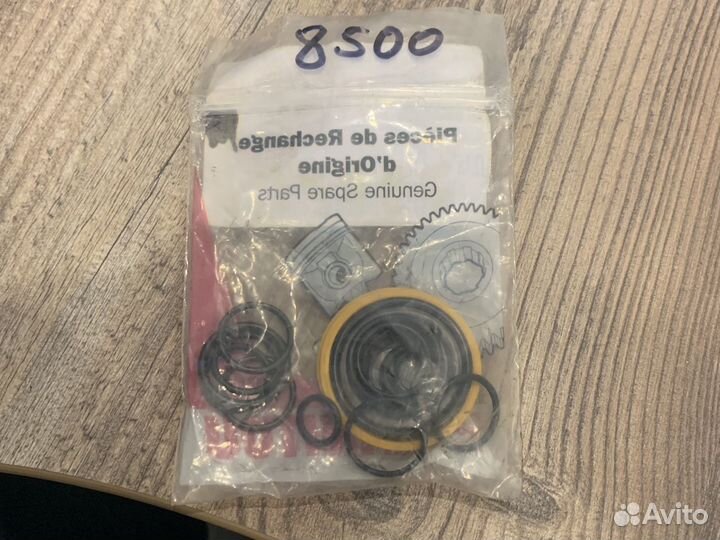 8500
Pièces de Rechange
d'Origine
Genuine Spare Parts
Avito